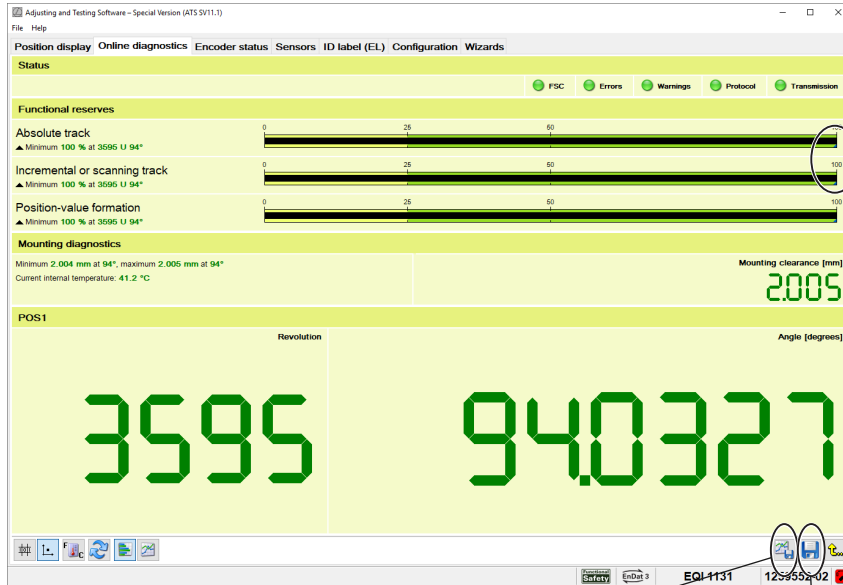 Adjusting and Testing Software – Special Version (ATS SV11.1)
File Help
Position display Online diagnostics Encoder status Sensors ID label (EL) Configuration Wizards
Status
FSC Errors Warnings Protocol Transmission
Functional reserves
Absolute track
0 25 50 100
▲ Minimum 100 % at 3595 U 94°
Incremental or scanning track
0 25 50 100
▲ Minimum 100 % at 3595 U 94°
Position-value formation
0 25 50 100
▲ Minimum 100 % at 3595 U 94°
Mounting diagnostics
Minimum 2.004 mm at 94°, maximum 2.005 mm at 94°
Current internal temperature: 41.2 °C
Mounting clearance [mm]
2.005
POS1
Revolution
Angle [degrees]
3595
94.0327
F C
Functional Safety EnDat 3 EQI 1131